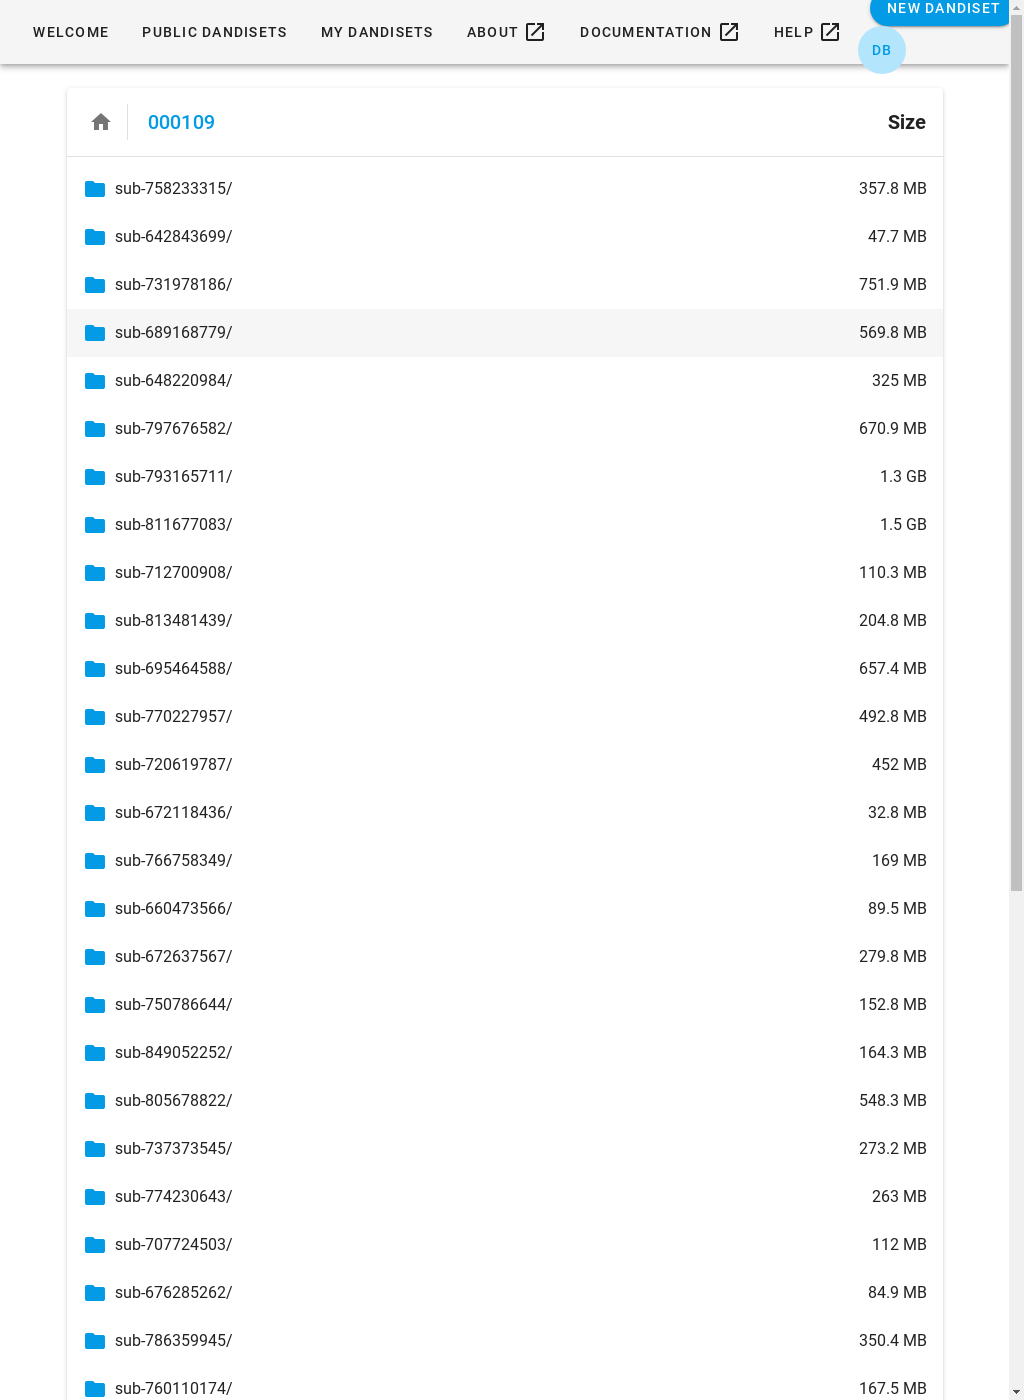 WELCOME PUBLIC DANDISETS MY DANDISETS ABOUT DOCUMENTATION HELP NEW DANDISET
DB
000109 Size
sub-758233315/ 357.8 MB
sub-642843699/ 47.7 MB
sub-731978186/ 751.9 MB
sub-689168779/ 569.8 MB
sub-648220984/ 325 MB
sub-797676582/ 670.9 MB
sub-793165711/ 1.3 GB
sub-811677083/ 1.5 GB
sub-712700908/ 110.3 MB
sub-813481439/ 204.8 MB
sub-695464588/ 657.4 MB
sub-770227957/ 492.8 MB
sub-720619787/ 452 MB
sub-672118436/ 32.8 MB
sub-766758349/ 169 MB
sub-660473566/ 89.5 MB
sub-672637567/ 279.8 MB
sub-750786644/ 152.8 MB
sub-849052252/ 164.3 MB
sub-805678822/ 548.3 MB
sub-737373545/ 273.2 MB
sub-774230643/ 263 MB
sub-707724503/ 112 MB
sub-676285262/ 84.9 MB
sub-786359945/ 350.4 MB
sub-760110174/ 167.5 MB